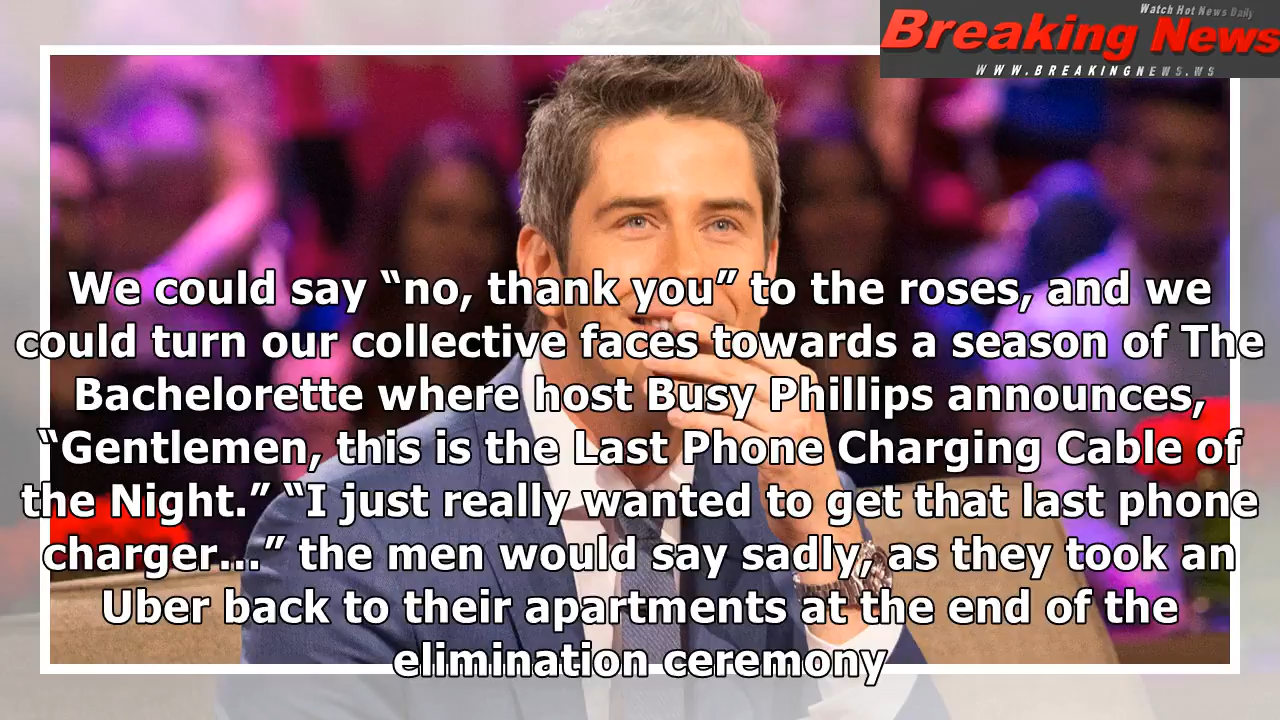 Watch Hot News Daily
Breaking News
WWW.BREAKINGNEWS.WS
We could say “no, thank you” to the roses, and we
could turn our collective faces towards a season of The
Bachelorette where host Busy Phillips announces,
“Gentlemen, this is the Last Phone Charging Cable of
the Night.” “I just really wanted to get that last phone
charger...” the men would say sadly, as they took an
Uber back to their apartments at the end of the
elimination ceremony